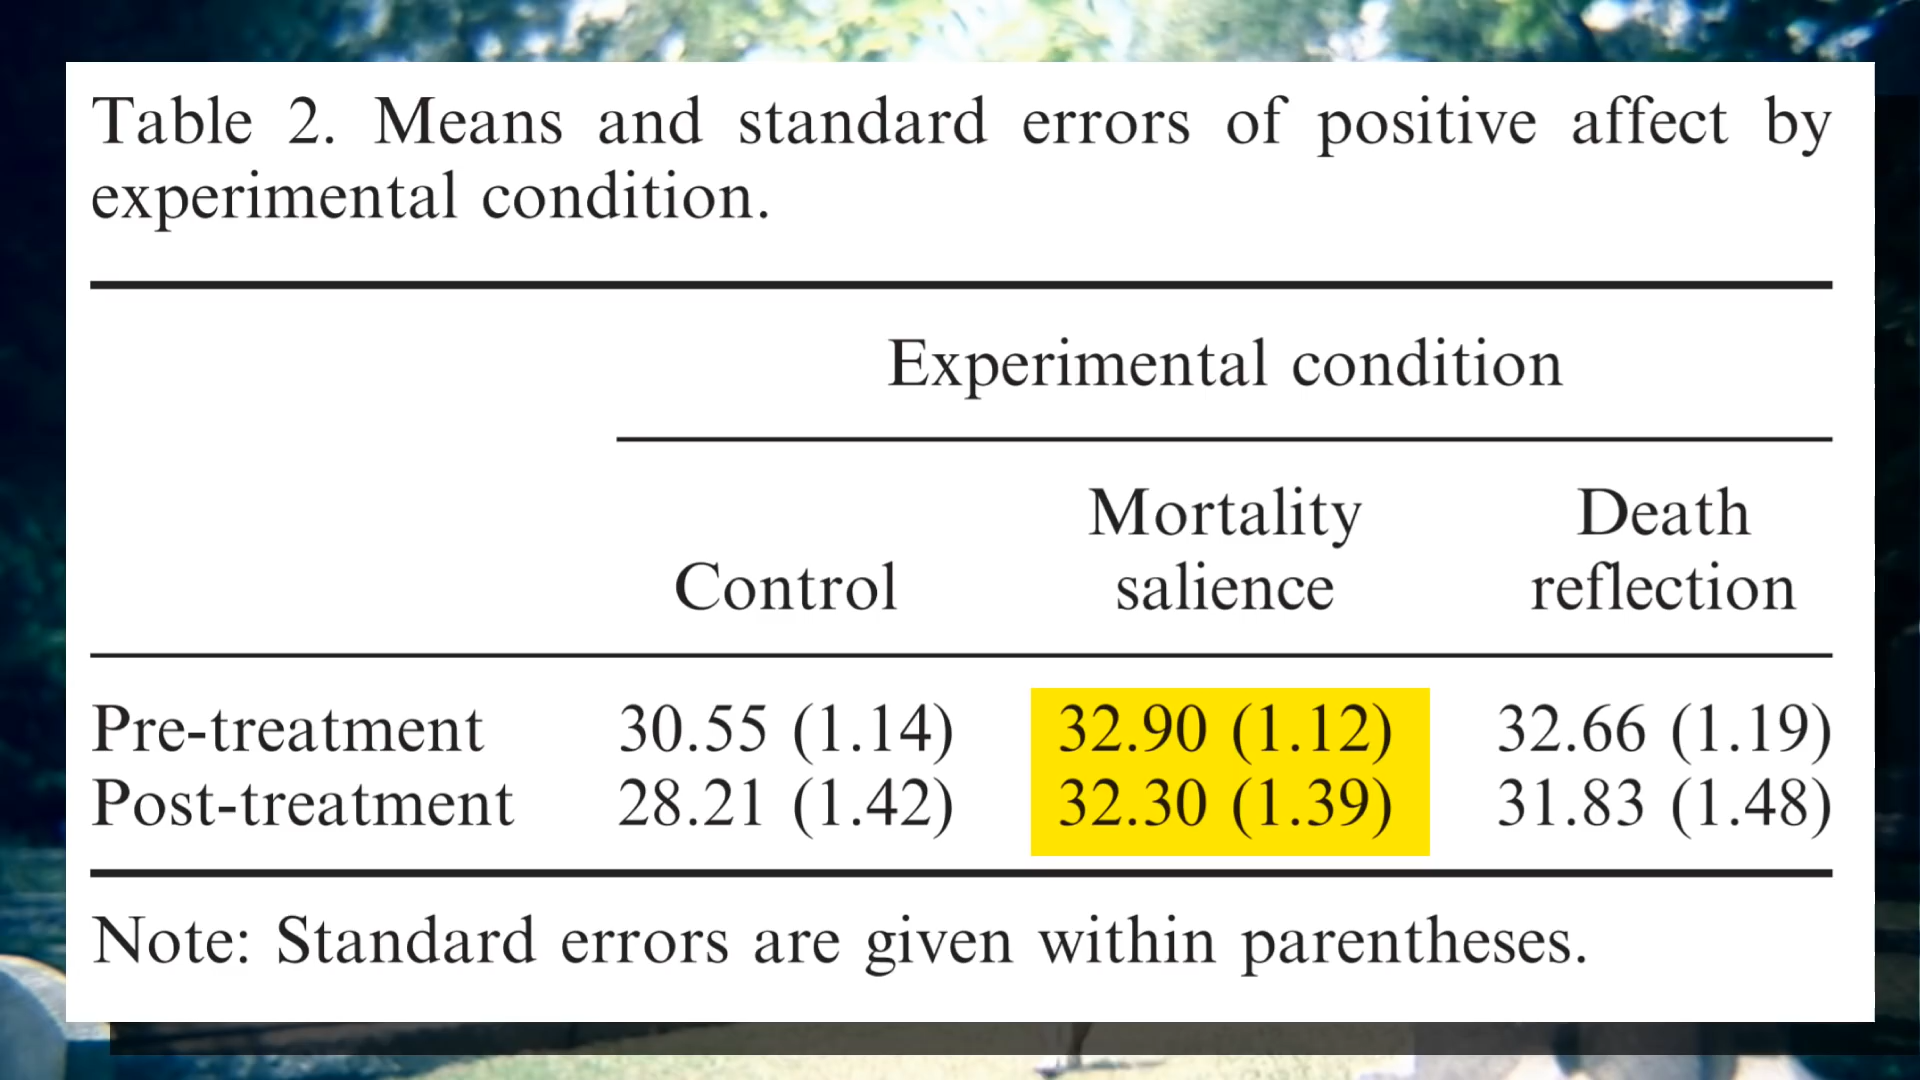 Table 2. Means and standard errors of positive affect by
experimental condition.
Experimental condition
Control Mortality salience Death reflection
Pre-treatment 30.55 (1.14) 32.90 (1.12) 32.66 (1.19)
Post-treatment 28.21 (1.42) 32.30 (1.39) 31.83 (1.48)
Note: Standard errors are given within parentheses.